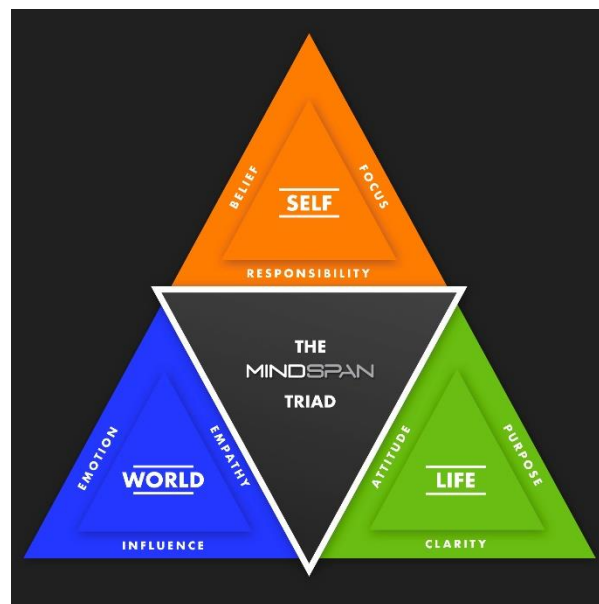 BELIEF
FOCUS
SELF
RESPONSIBILITY
THE
MINDSPAN
TRIAD
EMOTION
EMPATHY
WORLD
INFLUENCE
ATTITUDE
PURPOSE
LIFE
CLARITY